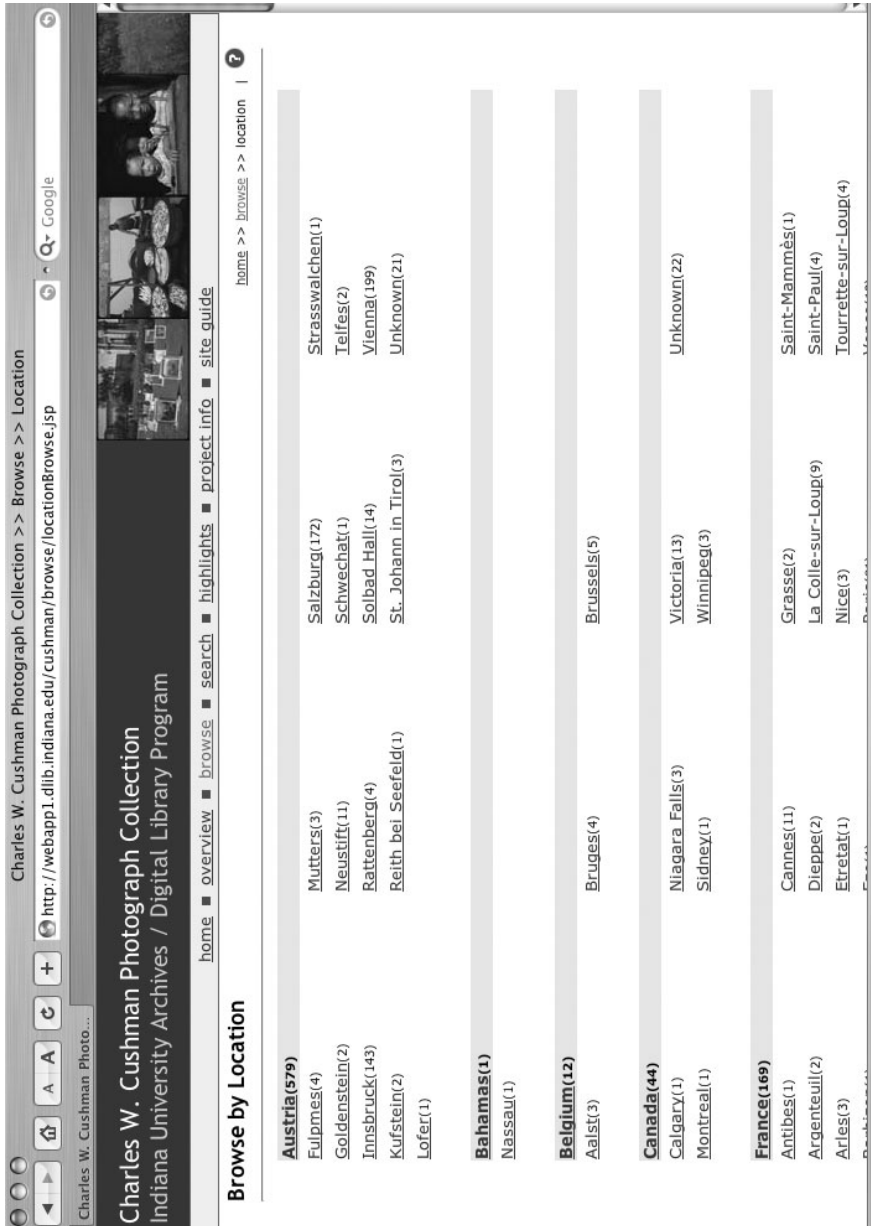 Charles W. Cushman Photograph Collection >> Browse >> Location
A A + http://webapp1.dlib.indiana.edu/cushman/browse/locationBrowse.jsp Google
Charles W. Cushman Photo...
Charles W. Cushman Photograph Collection
Indiana University Archives / Digital Library Program
home ■ overview ■ browse ■ search ■ highlights ■ project info ■ site guide
home >> browse >> location | ?
Browse by Location
Austria(579)
Fulpmes(4) Mutters(3) Salzburg(172) Strasswalchen(1)
Goldenstein(2) Neustift(11) Schwechat(1) Telfes(2)
Innsbruck(143) Rattenberg(4) Solbad Hall(14) Vienna(199)
Kufstein(2) Reith bei Seefeld(1) St. Johann in Tirol(3) Unknown(21)
Lofer(1)
Bahamas(1)
Nassau(1)
Belgium(12)
Aalst(3) Bruges(4) Brussels(5)
Canada(44)
Calgary(1) Niagara Falls(3) Victoria(13) Unknown(22)
Montreal(1) Sidney(1) Winnipeg(3)
France(169)
Antibes(1) Cannes(11) Grasse(2) Saint-Mammès(1)
Argenteuil(2) Dieppe(2) La Colle-sur-Loup(9) Saint-Paul(4)
Arles(3) Etretat(1) Nice(3) Tourrette-sur-Loup(4)